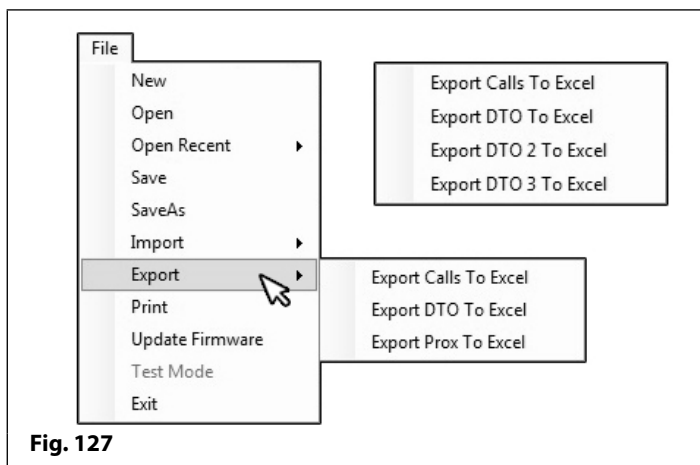 File
New
Open
Open Recent
Save
SaveAs
Import
Export
Print
Update Firmware
Test Mode
Exit
Export Calls To Excel
Export DTO To Excel
Export Prox To Excel
Export Calls To Excel
Export DTO To Excel
Export DTO 2 To Excel
Export DTO 3 To Excel
Fig. 127